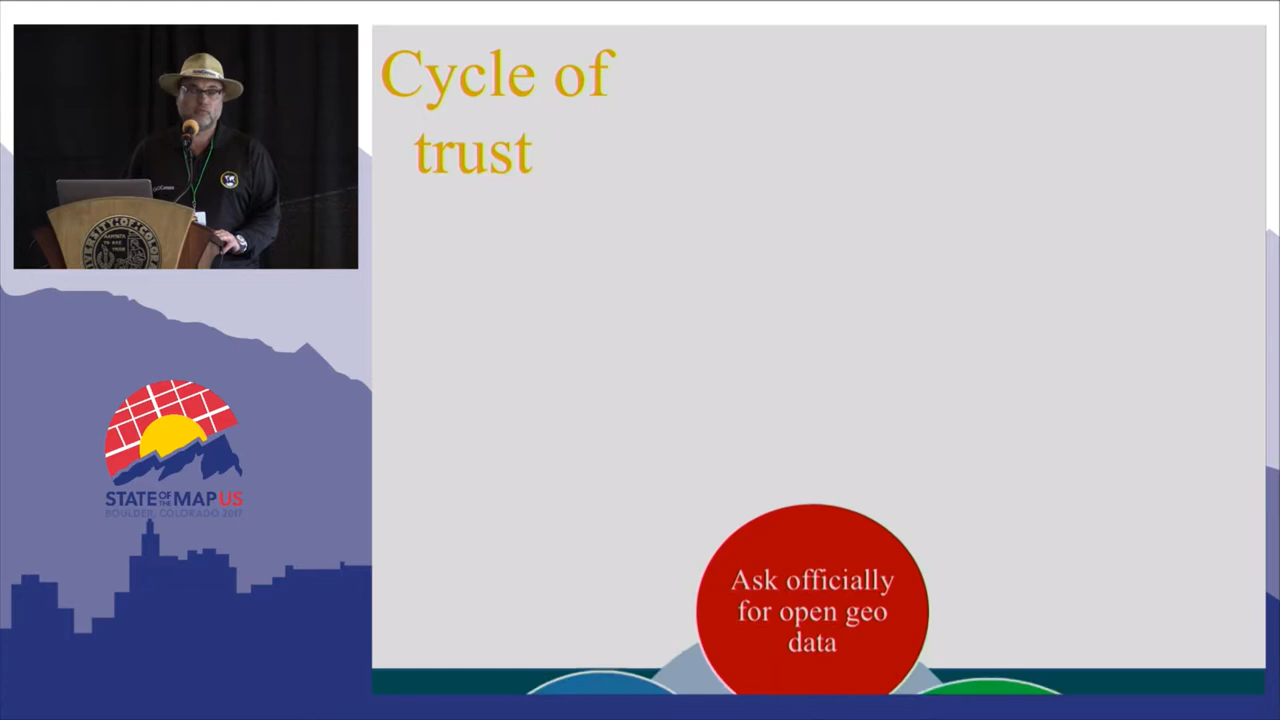 Cycle of
trust
Ask officially
for open geo
data
STATE OF THE MAP US
BOULDER, COLORADO 2017